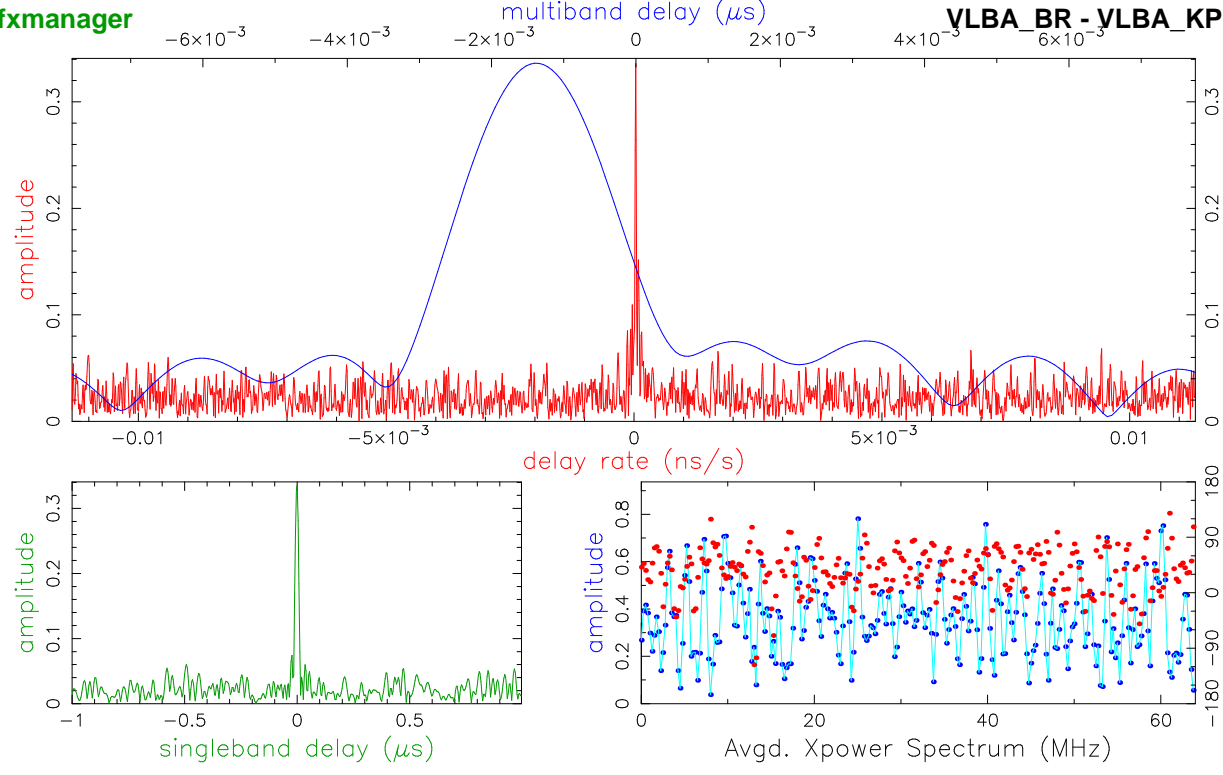 fxmanager
multiband delay (μs)
VLBA_BR - VLBA_KP
−6×10⁻³ −4×10⁻³ −2×10⁻³ 0 2×10⁻³ 4×10⁻³ 6×10⁻³
amplitude
0 0.1 0.2 0.3
0 0.1 0.2 0.3
−0.01 −5×10⁻³ 0 5×10⁻³ 0.01
delay rate (ns/s)
amplitude
0 0.1 0.2 0.3
−1 −0.5 0 0.5
singleband delay (μs)
amplitude
0 0.2 0.4 0.6 0.8
−180 −90 0 90 180
0 20 40 60
Avgd. Xpower Spectrum (MHz)